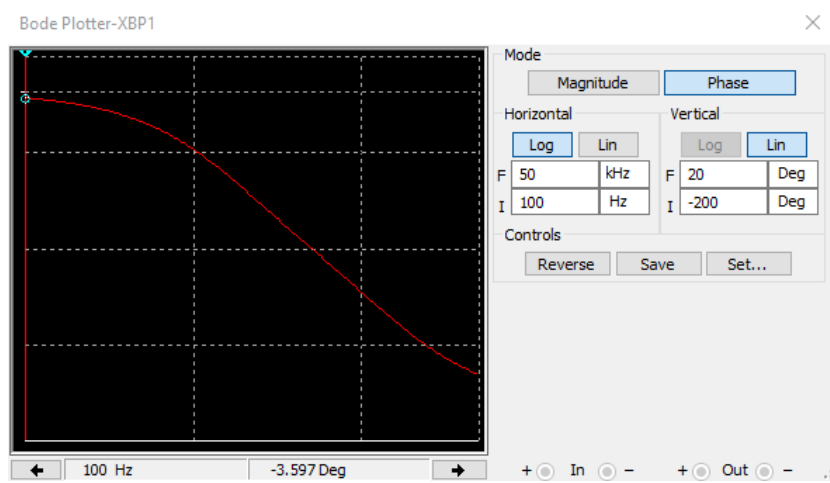 Bode Plotter-XBP1
Mode
Magnitude Phase
Horizontal Vertical
Log Lin Log Lin
F 50 kHz F 20 Deg
I 100 Hz I -200 Deg
Controls
Reverse Save Set...
100 Hz -3.597 Deg + In - + Out -